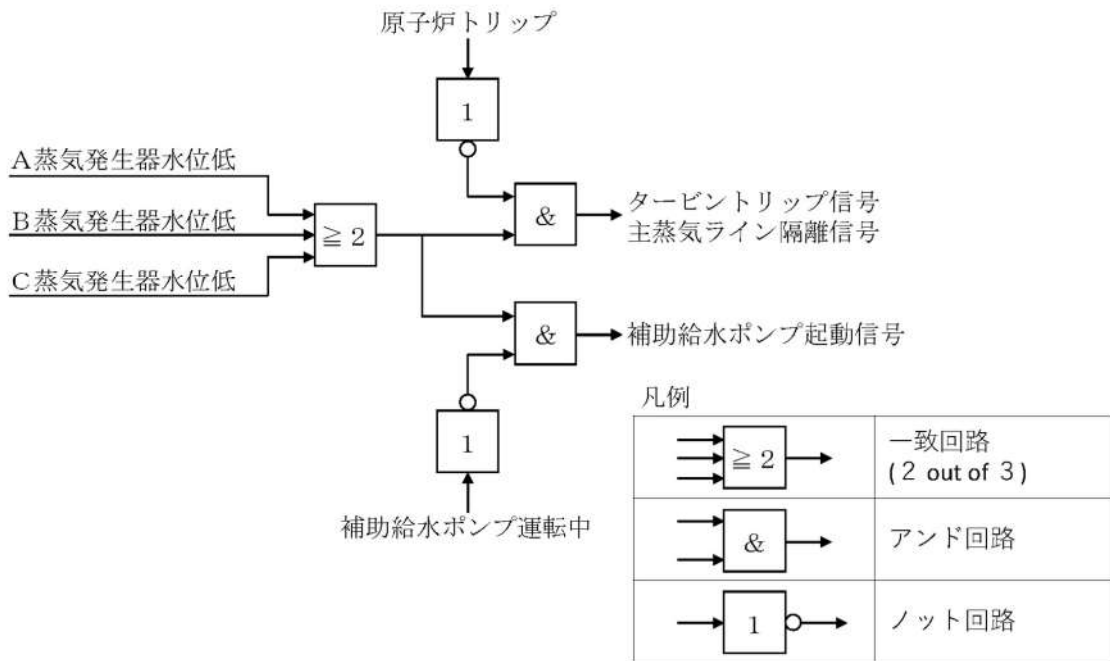 原子炉トリップ
1
A蒸気発生器水位低
B蒸気発生器水位低
C蒸気発生器水位低
≧2
&
タービントリップ信号
主蒸気ライン隔離信号
&
補助給水ポンプ起動信号
1
補助給水ポンプ運転中
凡例
≧2
一致回路
(2 out of 3)
&
アンド回路
1
ノット回路